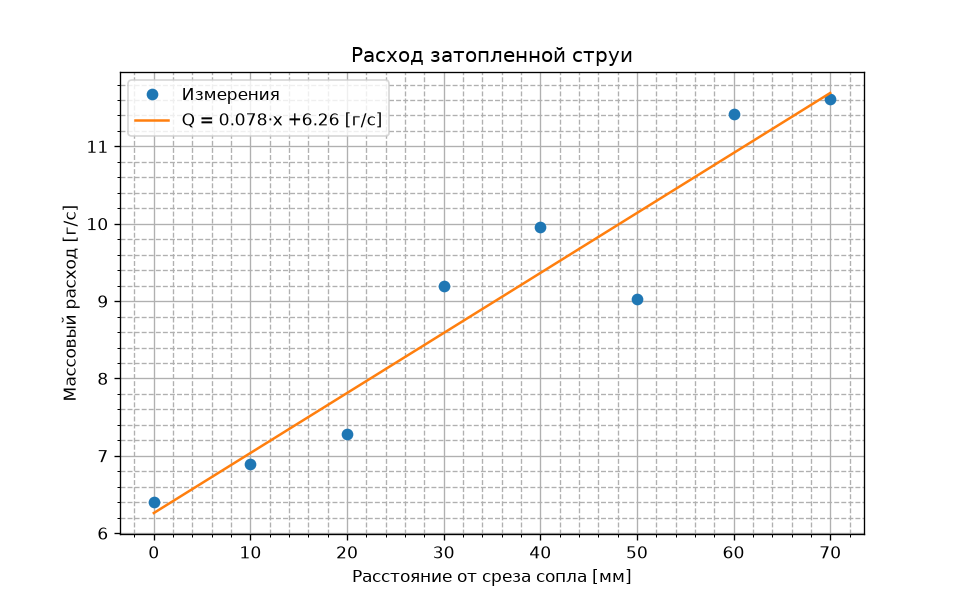 Расход затопленной струи
Измерения
Q = 0.078·x +6.26 [г/с]
Массовый расход [г/с]
11
10
9
8
7
6
0 10 20 30 40 50 60 70
Расстояние от среза сопла [мм]